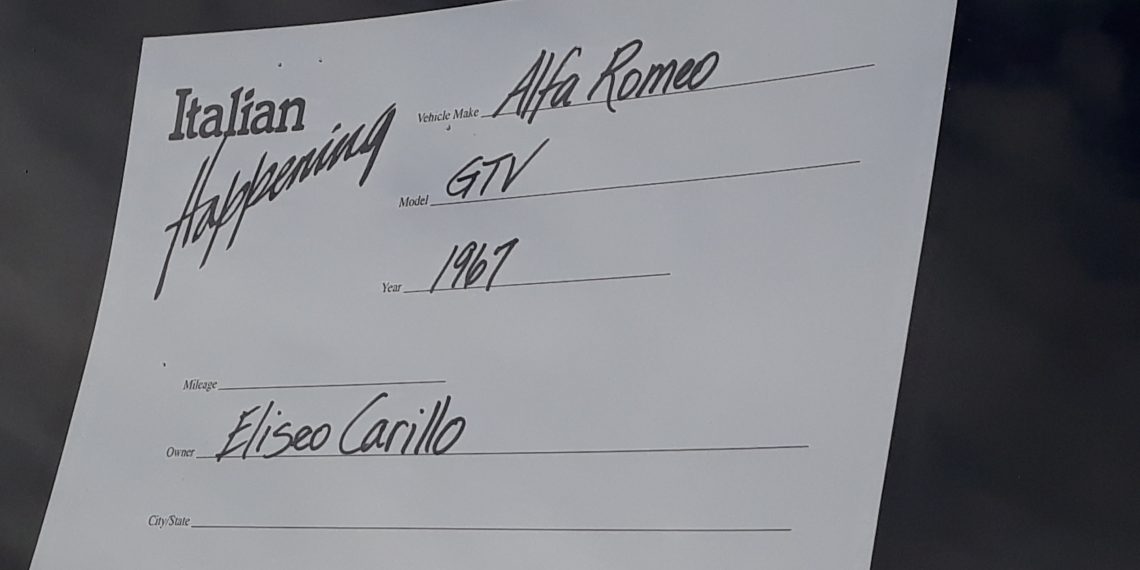 Italian
Happening
Vehicle Make Alfa Romeo
Model GTV
Year 1967
Mileage
Owner Eliseo Carillo
City/State